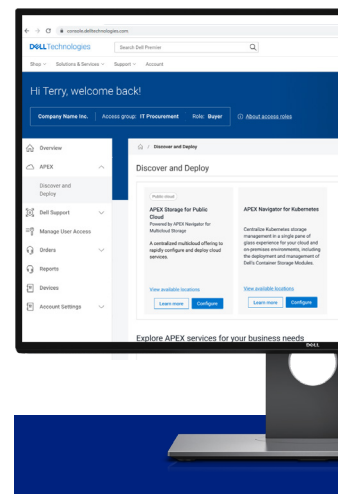 console.delltechnologies.com
DELLTechnologies
Search Dell Premier
Shop Solutions & Services Support Account
Hi Terry, welcome back!
Company Name Inc. Access group: IT Procurement Role: Buyer About access roles
Overview
APEX
Discover and
Deploy
Dell Support
Manage User Access
Orders
Reports
Devices
Account Settings
/ Discover and Deploy
Discover and Deploy
Public cloud
APEX Storage for Public
Cloud
Powered by APEX Navigator for
Multicloud Storage
A centralized multicloud offering to
rapidly configure and deploy cloud
services.
View available locations
Learn more Configure
APEX Navigator for Kubernetes
Centralize Kubernetes storage
management in a single pane of
glass experience for your cloud and
on-premises environments, including
the deployment and management of
Dell's Container Storage Modules.
View available locations
Learn more Configure
Explore APEX services for your business needs
DELL